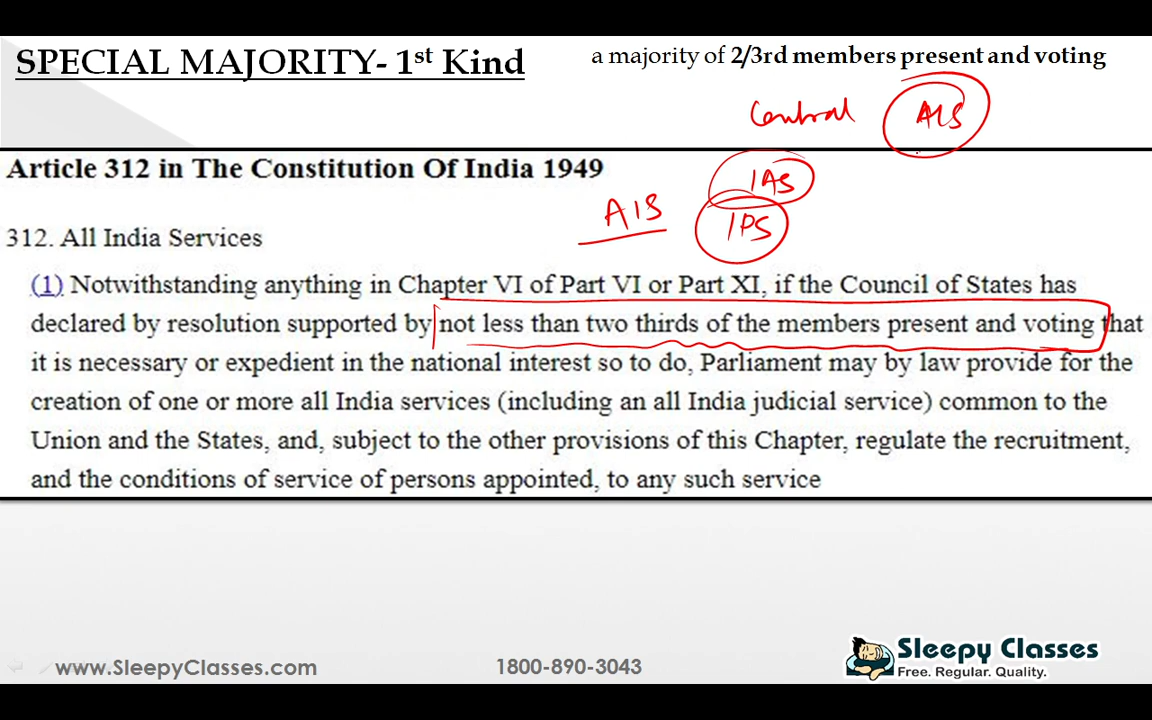 SPECIAL MAJORITY- 1st Kind
a majority of 2/3rd members present and voting
Central AIS
Article 312 in The Constitution Of India 1949
IAS
AIS
IPS
312. All India Services
(1) Notwithstanding anything in Chapter VI of Part VI or Part XI, if the Council of States has
declared by resolution supported by not less than two thirds of the members present and voting that
it is necessary or expedient in the national interest so to do, Parliament may by law provide for the
creation of one or more all India services (including an all India judicial service) common to the
Union and the States, and, subject to the other provisions of this Chapter, regulate the recruitment,
and the conditions of service of persons appointed, to any such service
www.SleepyClasses.com
1800-890-3043
Sleepy Classes
Free. Regular. Quality.